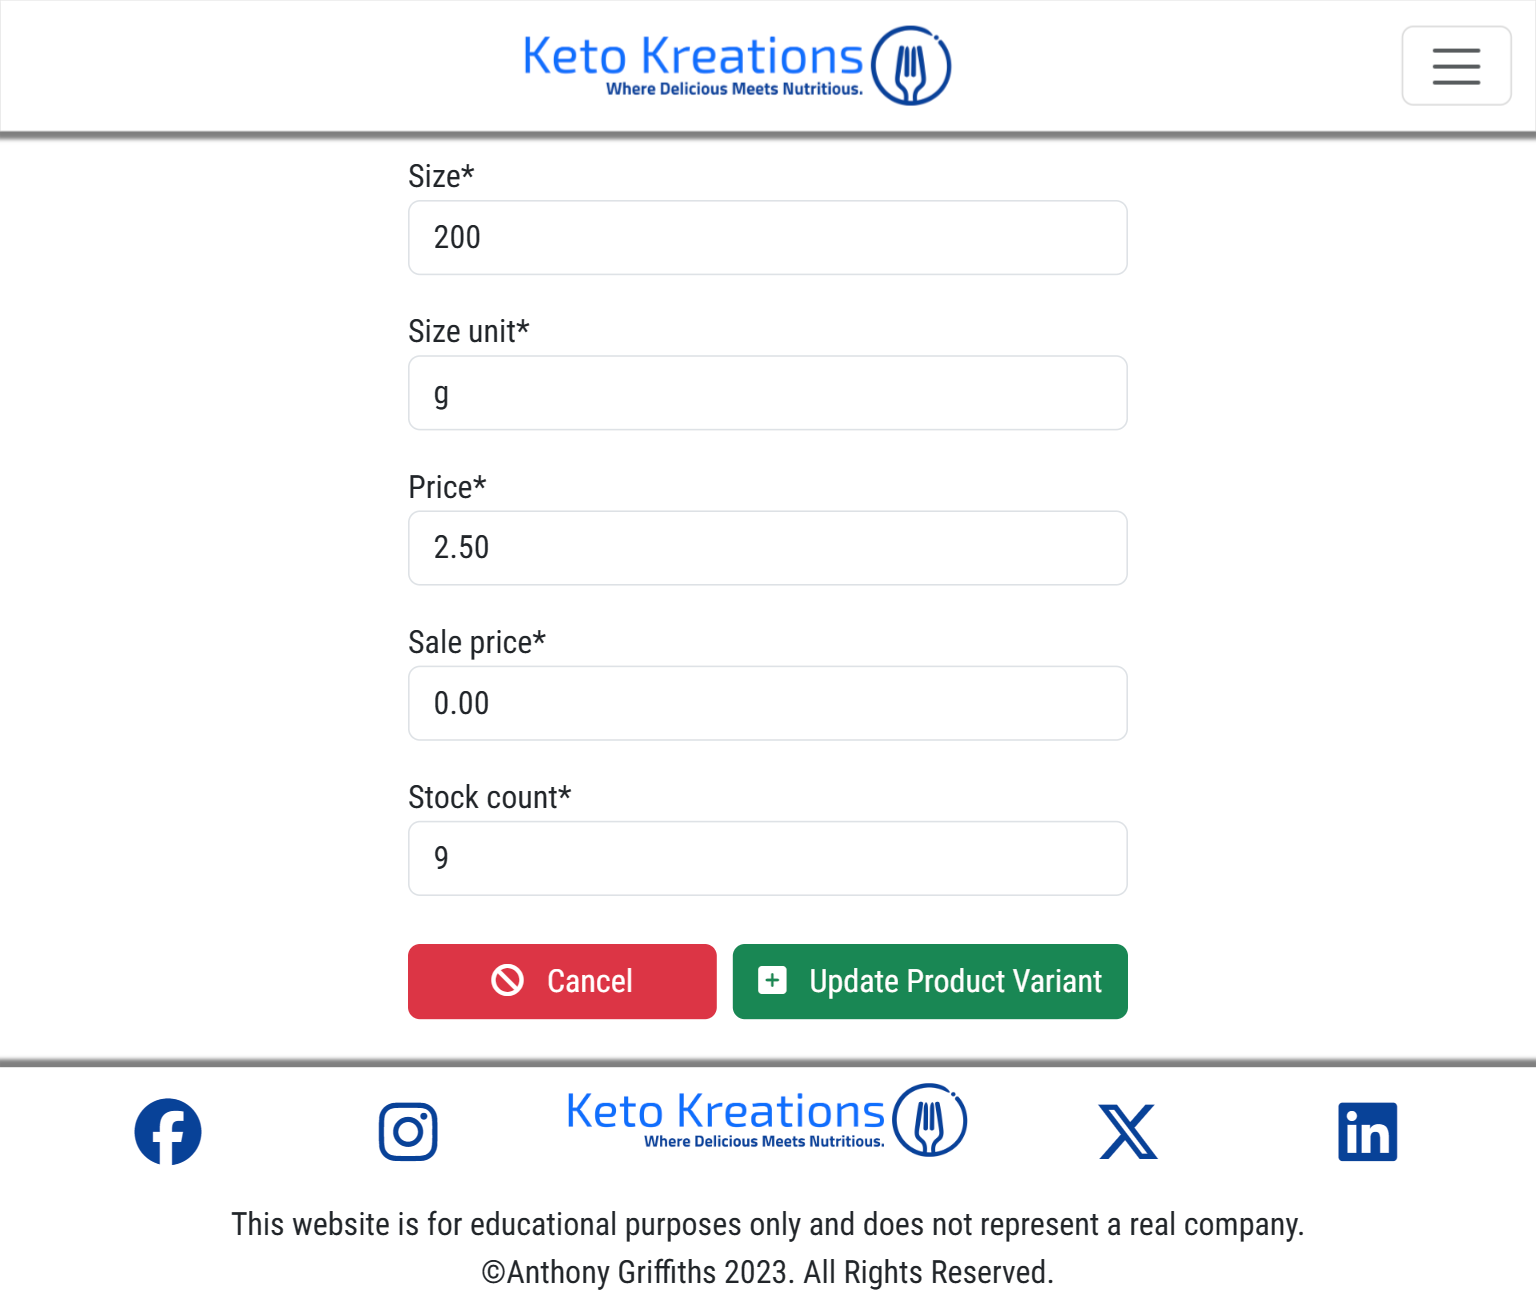 Keto Kreations
Where Delicious Meets Nutritious.
Size*
200
Size unit*
g
Price*
2.50
Sale price*
0.00
Stock count*
9
Cancel
Update Product Variant
Keto Kreations
Where Delicious Meets Nutritious.
This website is for educational purposes only and does not represent a real company.
©Anthony Griffiths 2023. All Rights Reserved.